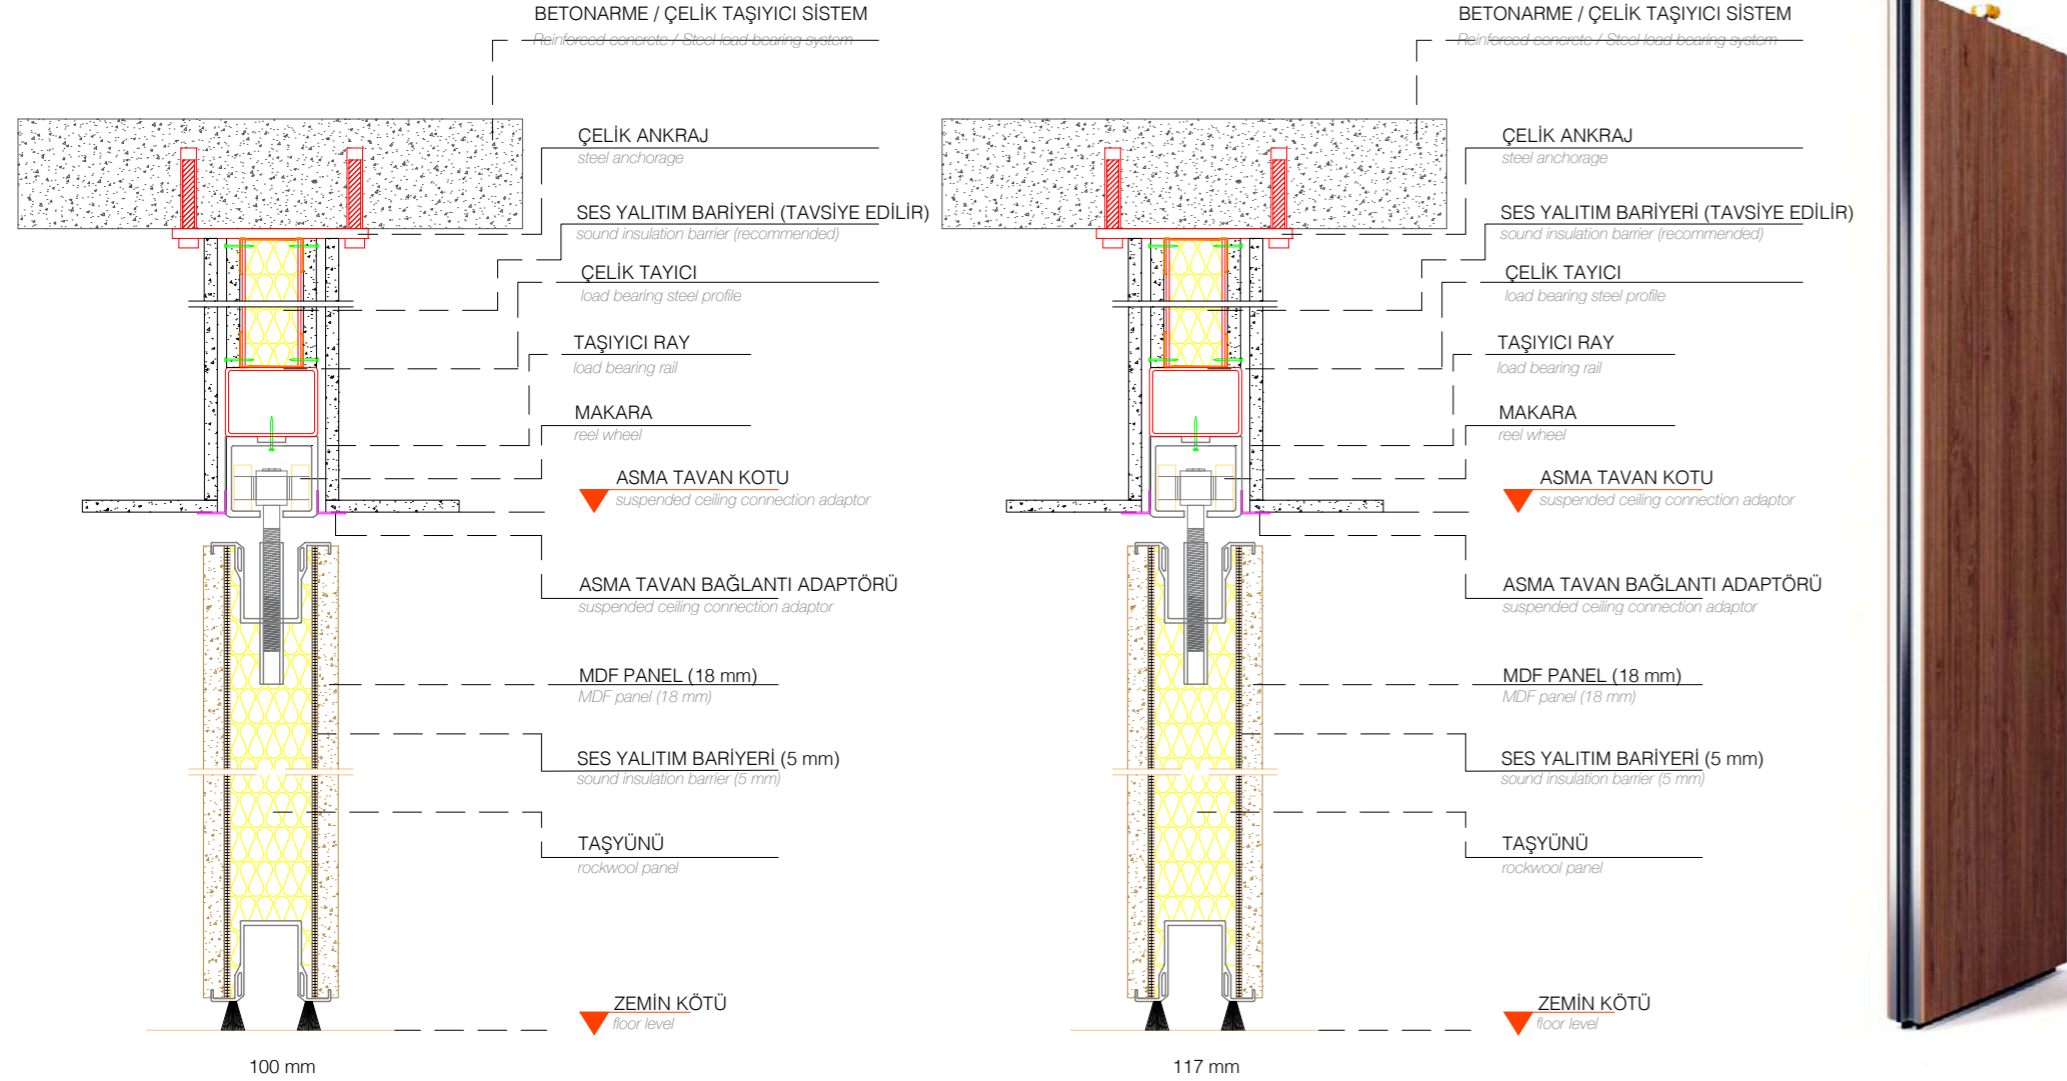 BETONARME / ÇELİK TAŞIYICI SİSTEM
Reinforced concrete / Steel load bearing system
ÇELİK ANKRAJ
steel anchorage
SES YALITIM BARİYERİ (TAVSİYE EDİLİR)
sound insulation barrier (recommended)
ÇELİK TAYICI
load bearing steel profile
TAŞIYICI RAY
load bearing rail
MAKARA
reel wheel
ASMA TAVAN KOTU
suspended ceiling connection adaptor
ASMA TAVAN BAĞLANTI ADAPTÖRÜ
suspended ceiling connection adaptor
MDF PANEL (18 mm)
MDF panel (18 mm)
SES YALITIM BARİYERİ (5 mm)
sound insulation barrier (5 mm)
TAŞYÜNÜ
rockwool panel
ZEMİN KÖTÜ
floor level
100 mm
BETONARME / ÇELİK TAŞIYICI SİSTEM
Reinforced concrete / Steel load bearing system
ÇELİK ANKRAJ
steel anchorage
SES YALITIM BARİYERİ (TAVSİYE EDİLİR)
sound insulation barrier (recommended)
ÇELİK TAYICI
load bearing steel profile
TAŞIYICI RAY
load bearing rail
MAKARA
reel wheel
ASMA TAVAN KOTU
suspended ceiling connection adaptor
ASMA TAVAN BAĞLANTI ADAPTÖRÜ
suspended ceiling connection adaptor
MDF PANEL (18 mm)
MDF panel (18 mm)
SES YALITIM BARİYERİ (5 mm)
sound insulation barrier (5 mm)
TAŞYÜNÜ
rockwool panel
ZEMİN KÖTÜ
floor level
117 mm